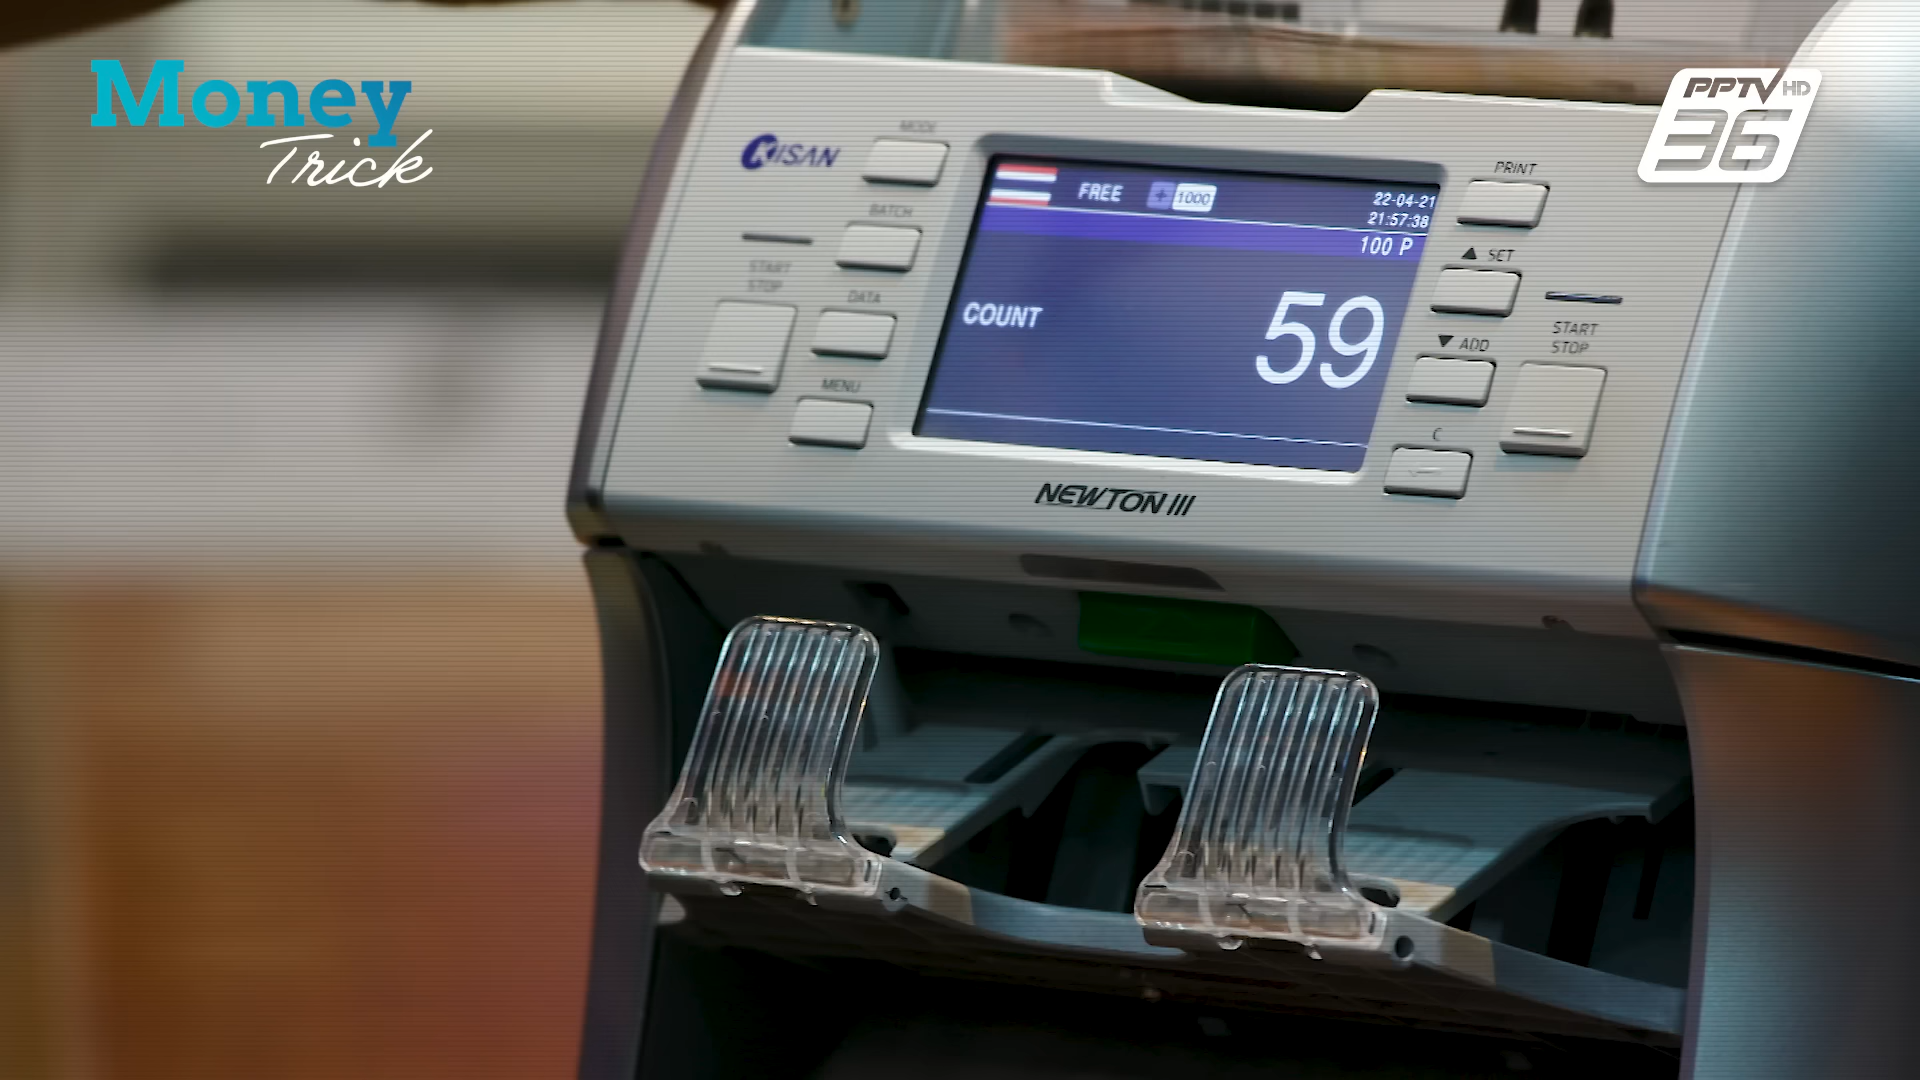 Money
Trick
PPTV HD
36
KISAN
MODE
BATCH
START
STOP
DATA
MENU
FREE
+ 1000
22-04-21
21:57:38
100 P
COUNT
59
PRINT
▲ SET
▼ ADD
START
STOP
C
NEWTON III